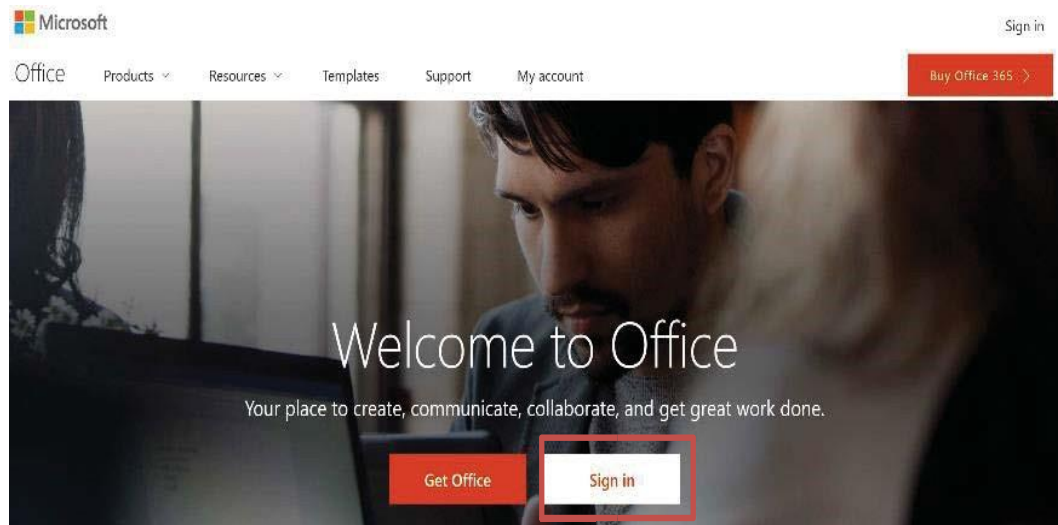 Microsoft
Sign in
Office Products Resources Templates Support My account Buy Office 365
Welcome to Office
Your place to create, communicate, collaborate, and get great work done.
Get Office Sign in